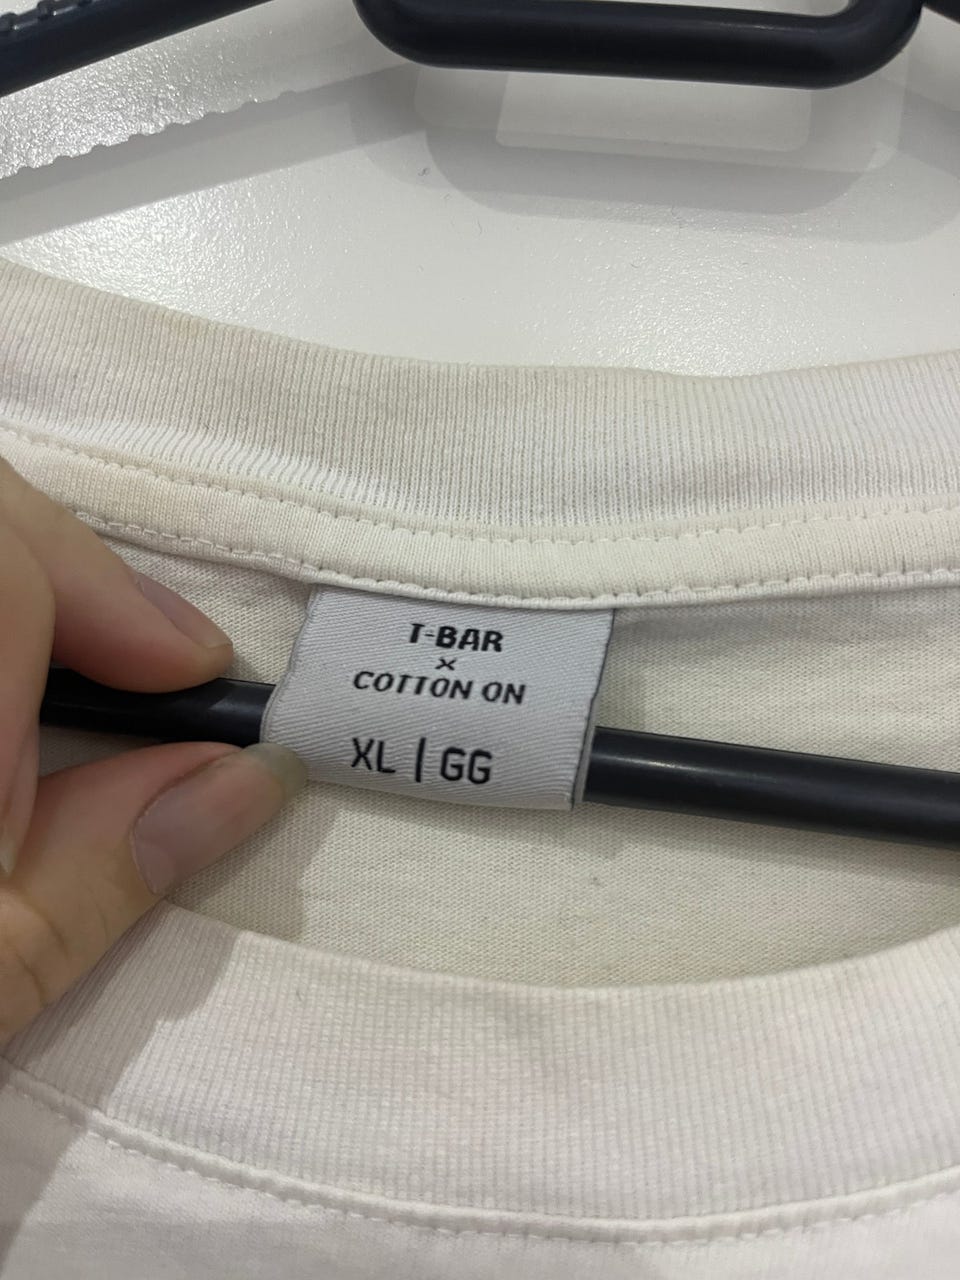 T-BAR
×
COTTON ON
XL | GG